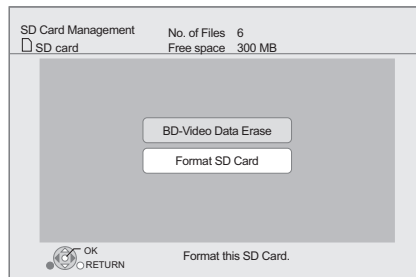 SD Card Management
No. of Files 6
SD card
Free space 300 MB
BD-Video Data Erase
Format SD Card
OK
RETURN
Format this SD Card.